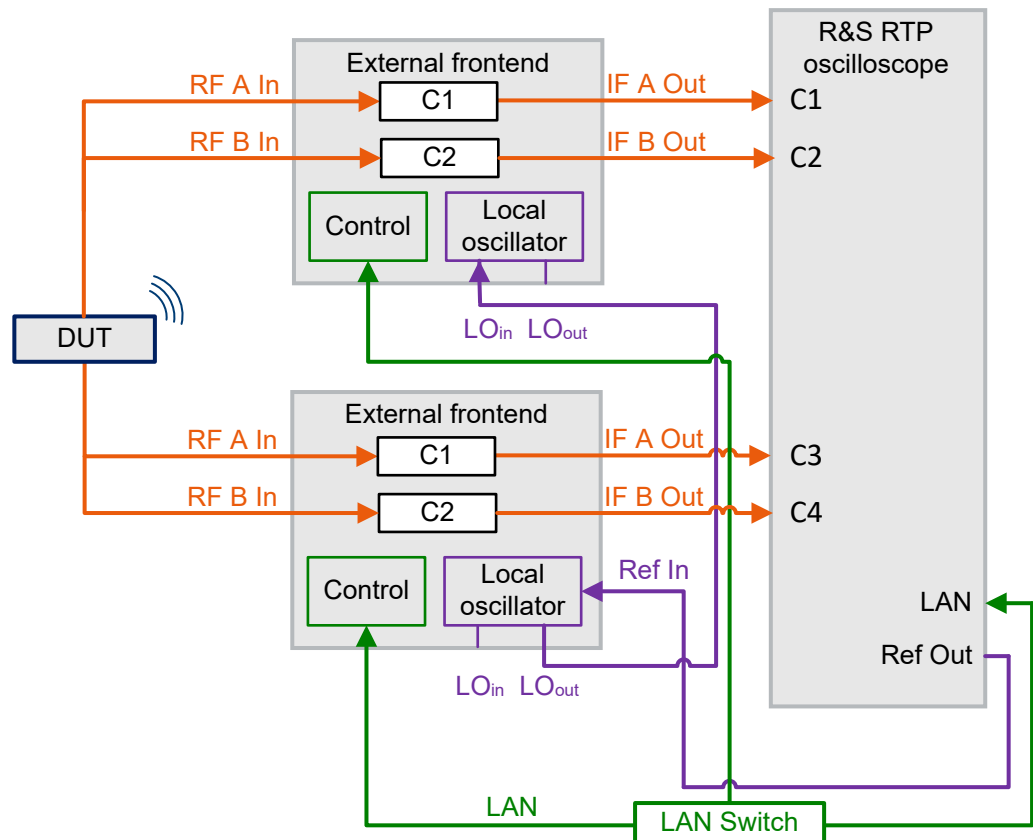 External frontend
R&S RTP
oscilloscope
RF A In
C1
IF A Out
C1
RF B In
C2
IF B Out
C2
Control
Local
oscillator
LOin LOout
DUT
External frontend
RF A In
C1
IF A Out
C3
RF B In
C2
IF B Out
C4
Control
Local
oscillator
Ref In
LAN
Ref Out
LOin LOout
LAN
LAN Switch